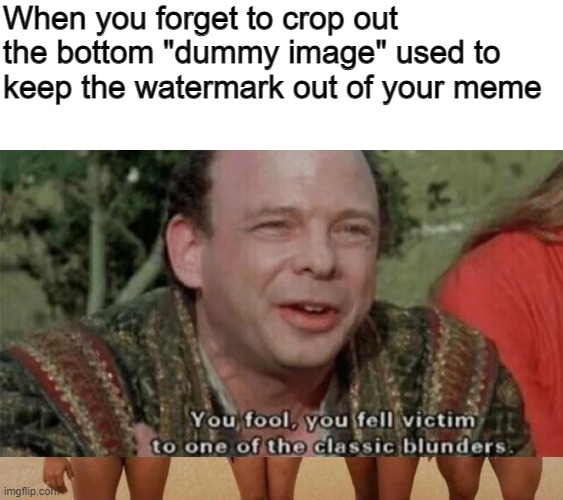 When you forget to crop out
the bottom "dummy image" used to
keep the watermark out of your meme
You fool, you fell victim
to one of the classic blunders.
imgflip.com